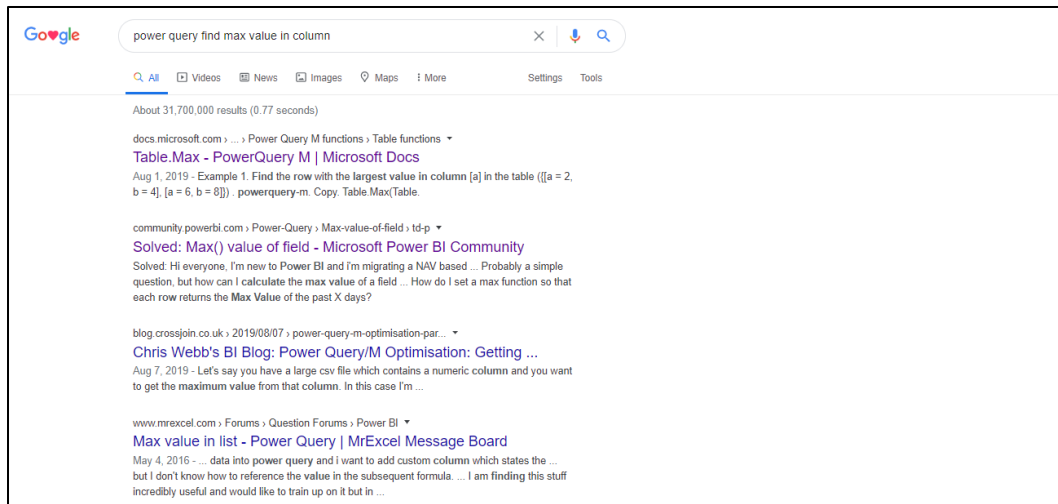 Go gle
power query find max value in column
All Videos News Images Maps More Settings Tools
About 31,700,000 results (0.77 seconds)
docs.microsoft.com › ... › Power Query M functions › Table functions
Table.Max - PowerQuery M | Microsoft Docs
Aug 1, 2019 - Example 1. Find the row with the largest value in column [a] in the table ({[a = 2,
b = 4], [a = 6, b = 8]}) . powerquery-m. Copy. Table.Max(Table.
community.powerbi.com › Power-Query › Max-value-of-field › td-p
Solved: Max() value of field - Microsoft Power BI Community
Solved: Hi everyone, I'm new to Power BI and i'm migrating a NAV based ... Probably a simple
question, but how can I calculate the max value of a field ... How do I set a max function so that
each row returns the Max Value of the past X days?
blog.crossjoin.co.uk › 2019/08/07 › power-query-m-optimisation-par...
Chris Webb's BI Blog: Power Query/M Optimisation: Getting ...
Aug 7, 2019 - Let's say you have a large csv file which contains a numeric column and you want
to get the maximum value from that column. In this case I'm ...
www.mrexcel.com › Forums › Question Forums › Power BI
Max value in list - Power Query | MrExcel Message Board
May 4, 2016 - ... data into power query and i want to add custom column which states the ...
but I don't know how to reference the value in the subsequent formula. ... I am finding this stuff
incredibly useful and would like to train up on it but in ...